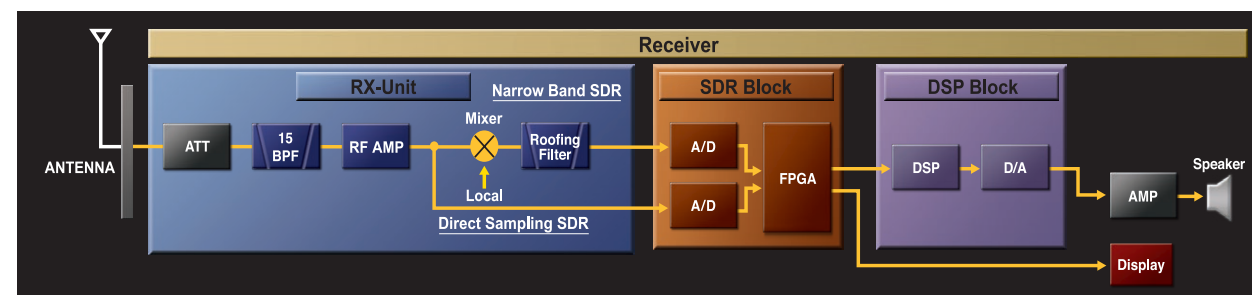 Receiver
RX-Unit
SDR Block
DSP Block
Narrow Band SDR
Mixer
ANTENNA
ATT
15
BPF
RF AMP
Roofing
Filter
Local
Direct Sampling SDR
A/D
A/D
FPGA
DSP
D/A
AMP
Speaker
Display